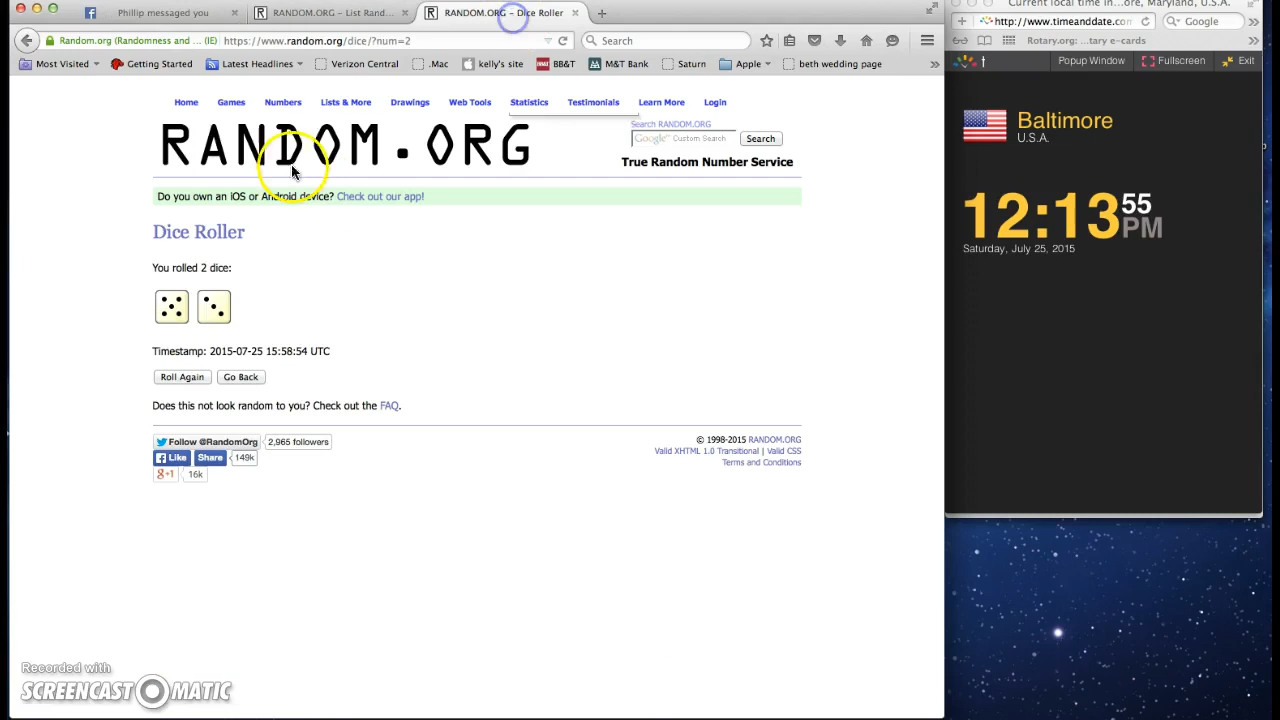 Phillip messaged you
RANDOM.ORG - List Rand...
RANDOM.ORG - Dice Roller
Random.org (Randomness and ... (IE)
https://www.random.org/dice/?num=2
Search
Most Visited
Getting Started
Latest Headlines
Verizon Central
.Mac
kelly's site
BB&T
M&T Bank
Saturn
Apple
beth wedding page
Home
Games
Numbers
Lists & More
Drawings
Web Tools
Statistics
Testimonials
Learn More
Login
RANDOM.ORG
Search RANDOM.ORG
Google Custom Search
Search
True Random Number Service
Do you own an iOS or Android device? Check out our app!
Dice Roller
You rolled 2 dice:
Timestamp: 2015-07-25 15:58:54 UTC
Roll Again
Go Back
Does this not look random to you? Check out the FAQ.
Follow @RandomOrg
2,965 followers
Like
Share
149k
g+1
16k
© 1998-2015 RANDOM.ORG
Valid XHTML 1.0 Transitional | Valid CSS
Terms and Conditions
Recorded with
SCREENCAST-O-MATIC
Current local time in ...ore, Maryland, U.S.A.
http://www.timeanddate.com
Google
Rotary.org: ...tary e-cards
Popup Window
Fullscreen
Exit
Baltimore
U.S.A.
12:13 55 PM
Saturday, July 25, 2015